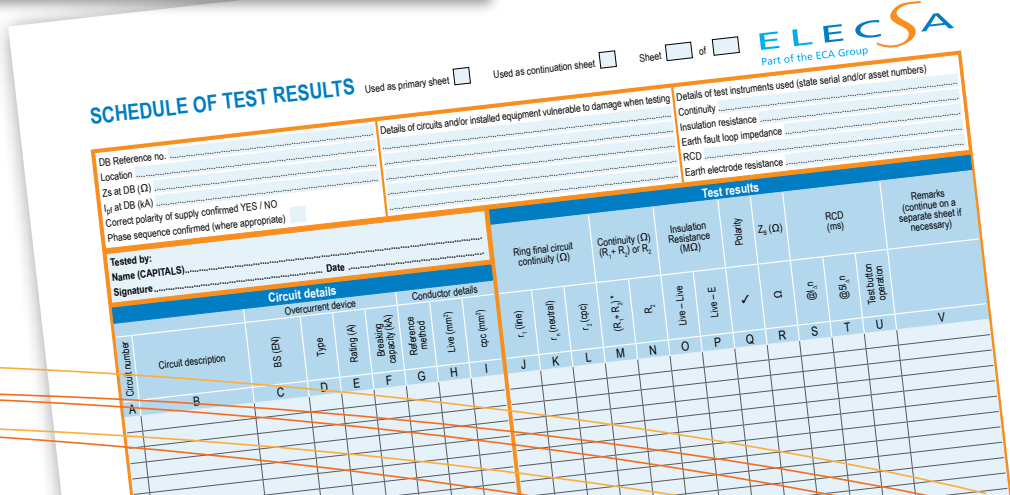 ELECSA
Part of the ECA Group
SCHEDULE OF TEST RESULTS
Used as primary sheet
Used as continuation sheet
Sheet of
DB Reference no.
Location
Zs at DB (Ω)
Ipf at DB (kA)
Correct polarity of supply confirmed YES / NO
Phase sequence confirmed (where appropriate)
Details of circuits and/or installed equipment vulnerable to damage when testing
Details of test instruments used (state serial and/or asset numbers)
Continuity
Insulation resistance
Earth fault loop impedance
RCD
Earth electrode resistance
Tested by:
Name (CAPITALS)
Signature Date
Test results
Ring final circuit
continuity (Ω)
Continuity (Ω)
(R₁+ R₂) or R₂
Insulation
Resistance
(MΩ)
Polarity
Zs (Ω)
RCD
(ms)
Remarks
(continue on a
separate sheet if
necessary)
Circuit details
Overcurrent device
Conductor details
Circuit number
Circuit description
BS (EN)
Type
Rating (A)
Breaking
capacity (kA)
Reference
method
Live (mm²)
cpc (mm²)
r₁ (line)
rₙ (neutral)
r₂ (cpc)
(R₁+ R₂) *
R₂
Live – Live
Live – E
✓
Ω
@Iₙ
@5Iₙ
Test button
operation
A B C D E F G H I J K L M N O P Q R S T U V